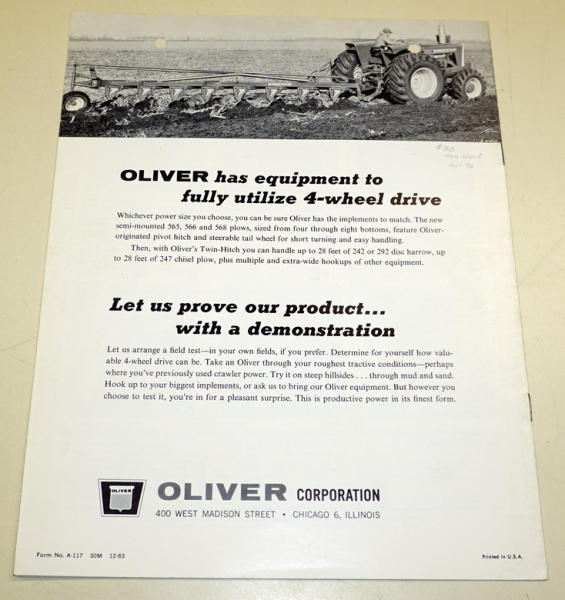 $20
OLIVER has equipment to
fully utilize 4-wheel drive
Whichever power size you choose, you can be sure Oliver has the implements to match. The new
semi-mounted 565, 566 and 568 plows, sized from four through eight bottoms, feature Oliver-
originated pivot hitch and steerable tail wheel for short turning and easy handling.
Then, with Oliver's Twin-Hitch you can handle up to 28 feet of 242 or 292 disc harrow, up
to 28 feet of 247 chisel plow, plus multiple and extra-wide hookups of other equipment.
Let us prove our product...
with a demonstration
Let us arrange a field test—in your own fields, if you prefer. Determine for yourself how valu-
able 4-wheel drive can be. Take an Oliver through your roughest tractive conditions—perhaps
where you've previously used crawler power. Try it on steep hillsides . . . through mud and sand.
Hook up to your biggest implements, or ask us to bring our Oliver equipment. But however you
choose to test it, you're in for a pleasant surprise. This is productive power in its finest form.
OLIVER
OLIVER CORPORATION
400 WEST MADISON STREET • CHICAGO 6, ILLINOIS
Form No. A-117 30M 12-63
Printed in U.S.A.